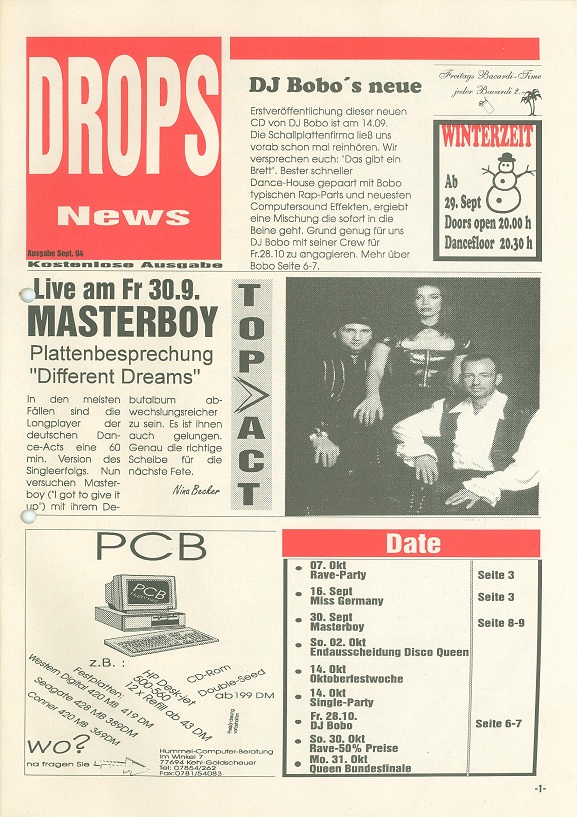 DROPS
News
Ausgabe Sept. 94
Kostenlose Ausgabe
DJ Bobo´s neue
Erstveröffentlichung dieser neuen
CD von DJ Bobo ist am 14.09.
Die Schallplattenfirma ließ uns
vorab schon mal reinhören. Wir
versprechen euch: "Das gibt ein
Brett". Bester schneller
Dance-House gepaart mit Bobo
typischen Rap-Parts und neuesten
Computersound Effekten, ergiebt
eine Mischung die sofort in die
Beine geht. Grund genug für uns
DJ Bobo mit seiner Crew für
Fr.28.10 zu angagieren. Mehr über
Bobo Seite 6-7.
Freitags Bacardi-Time
jeder Bacardi 2.-
WINTERZEIT
Ab
29. Sept
Doors open 20.00 h
Dancefloor 20.30 h
Live am Fr 30.9.
MASTERBOY
Plattenbesprechung
"Different Dreams"
In den meisten
Fällen sind die
Longplayer der
deutschen Dan-
ce-Acts eine 60
min. Version des
Singleerfolgs. Nun
versuchen Master-
boy ("I got to give it
up") mit ihrem De-
butalbum ab-
wechslungsreicher
zu sein. Es ist ihnen
auch gelungen.
Genau die richtige
Scheibe für die
nächste Fete.
Nina Becker
TOP > ACT
PCB
PCB
z.B. :
Festplatten:
Western Digital 420 MB 419 DM
Seagate 428 MB 389DM
Conner 420 MB 369DM
HP Desk-jet
500,560
12x Refill ab 43 DM
CD-Rom
Double-Seed
ab 199 DM
wo?
na fragen Sie
Hummel-Computer-Beratung
Im Winkel 7
77694 Kehl-Goldscheuer
Tel: 07854/262
Fax:0781/54083
Date
07. Okt
Rave-Party Seite 3
16. Sept
Miss Germany Seite 3
30. Sept
Masterboy Seite 8-9
So. 02. Okt
Endausscheidung Disco Queen
14. Okt
Oktoberfestwoche
14. Okt
Single-Party
Fr. 28.10.
DJ Bobo Seite 6-7
So. 30. Okt
Rave-50% Preise
Mo. 31. Okt
Queen Bundesfinale
-1-